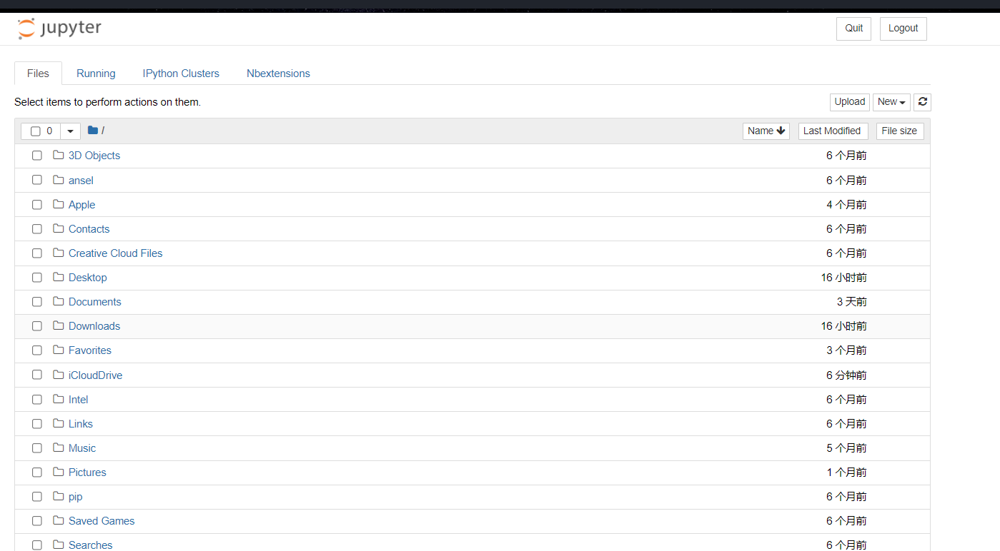 jupyter
Quit Logout
Files Running IPython Clusters Nbextensions
Select items to perform actions on them.
Upload New
0 / Name Last Modified File size
3D Objects 6 个月前
ansel 6 个月前
Apple 4 个月前
Contacts 6 个月前
Creative Cloud Files 6 个月前
Desktop 16 小时前
Documents 3 天前
Downloads 16 小时前
Favorites 3 个月前
iCloudDrive 6 分钟前
Intel 6 个月前
Links 6 个月前
Music 5 个月前
Pictures 1 个月前
pip 6 个月前
Saved Games 6 个月前
Searches 6 个月前